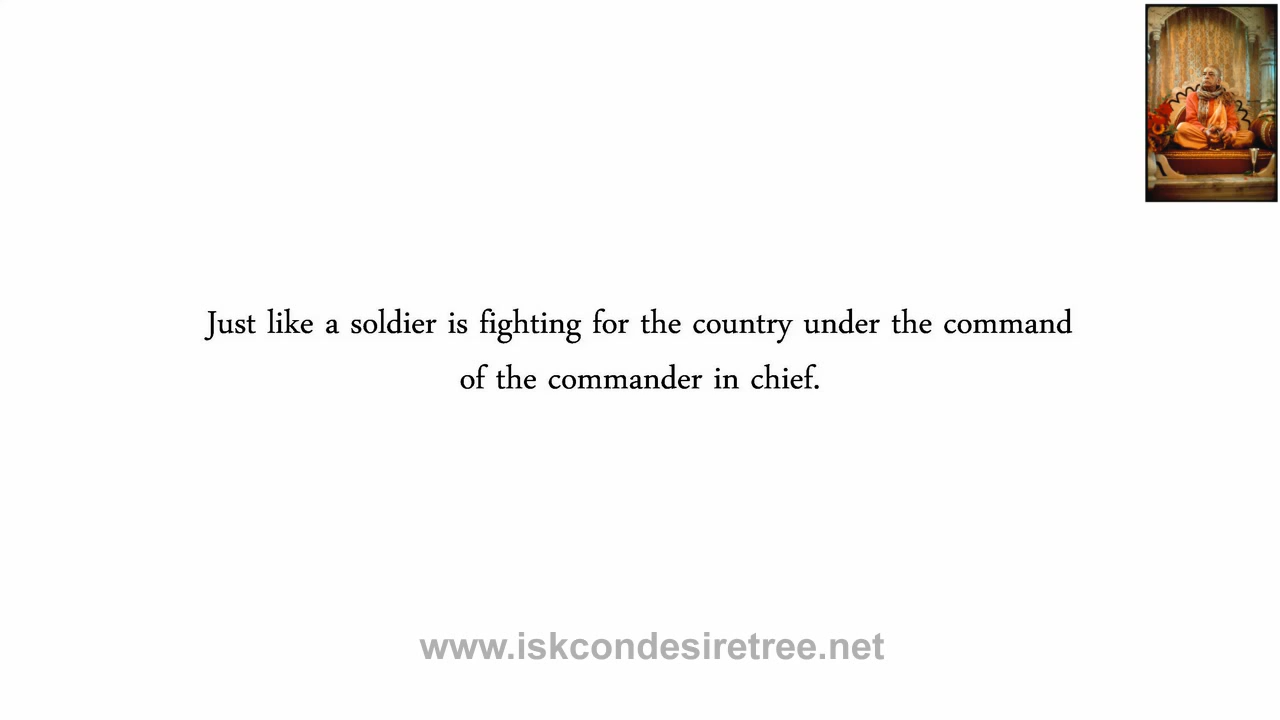 Just like a soldier is fighting for the country under the command
of the commander in chief.
www.iskcondesiretree.net